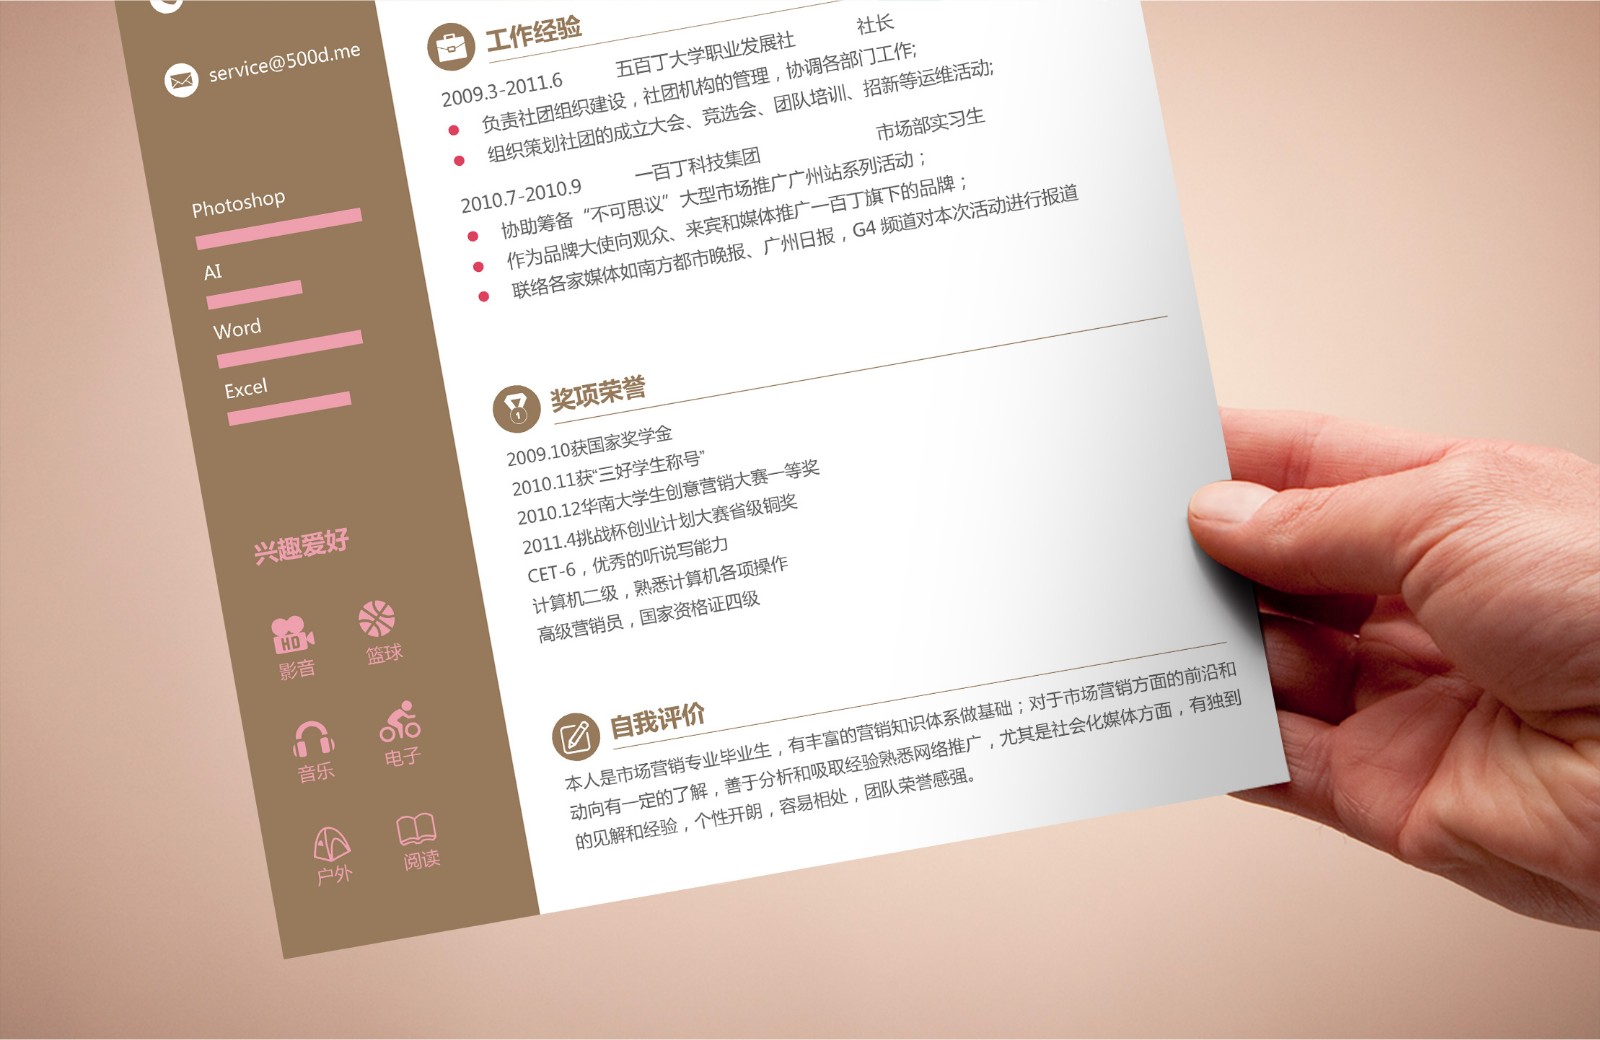 service@500d.me
Photoshop
AI
Word
Excel
兴趣爱好
HD
影音
篮球
音乐
电子
户外
阅读
工作经验
2009.3-2011.6 五百丁大学职业发展社 社长
负责社团组织建设，社团机构的管理，协调各部门工作;
组织策划社团的成立大会、竞选会、团队培训、招新等运维活动;
2010.7-2010.9 一百丁科技集团 市场部实习生
协助筹备“不可思议”大型市场推广广州站系列活动；
作为品牌大使向观众、来宾和媒体推广一百丁旗下的品牌；
联络各家媒体如南方都市晚报、广州日报，G4 频道对本次活动进行报道
1
奖项荣誉
2009.10获国家奖学金
2010.11获“三好学生称号”
2010.12华南大学生创意营销大赛一等奖
2011.4挑战杯创业计划大赛省级铜奖
CET-6，优秀的听说写能力
计算机二级，熟悉计算机各项操作
高级营销员，国家资格证四级
自我评价
本人是市场营销专业毕业生，有丰富的营销知识体系做基础；对于市场营销方面的前沿和
动向有一定的了解，善于分析和吸取经验熟悉网络推广，尤其是社会化媒体方面，有独到
的见解和经验，个性开朗，容易相处，团队荣誉感强。